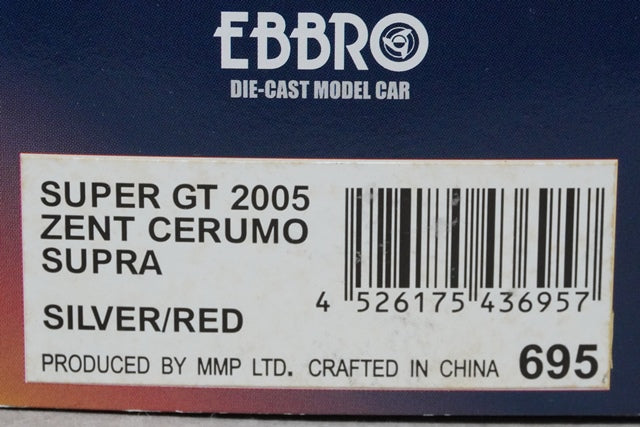 EBBRO
DIE-CAST MODEL CAR
SUPER GT 2005
ZENT CERUMO
SUPRA
SILVER/RED
4 526175 436957
PRODUCED BY MMP LTD. CRAFTED IN CHINA 695